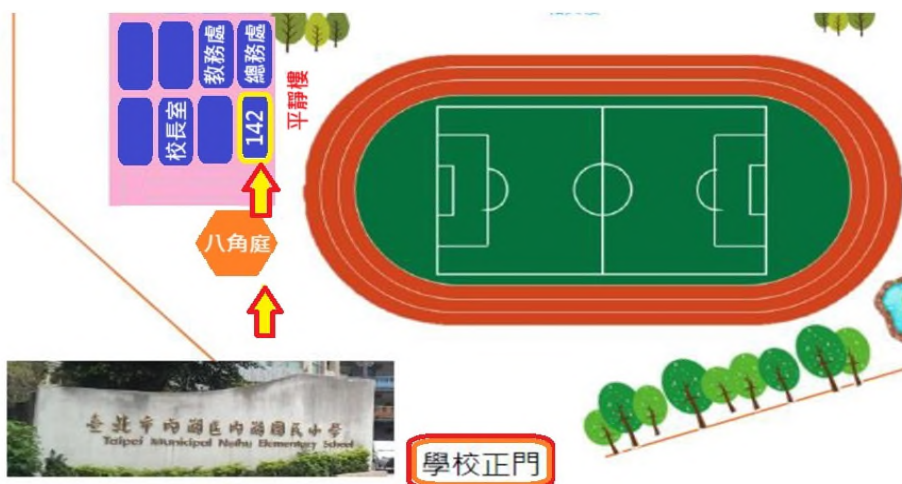 教務處
總務處
校長室
142
平靜樓
八角庭
臺北市內湖區內湖國民小學
Taipei Municipal Neihu Elementary School
學校正門